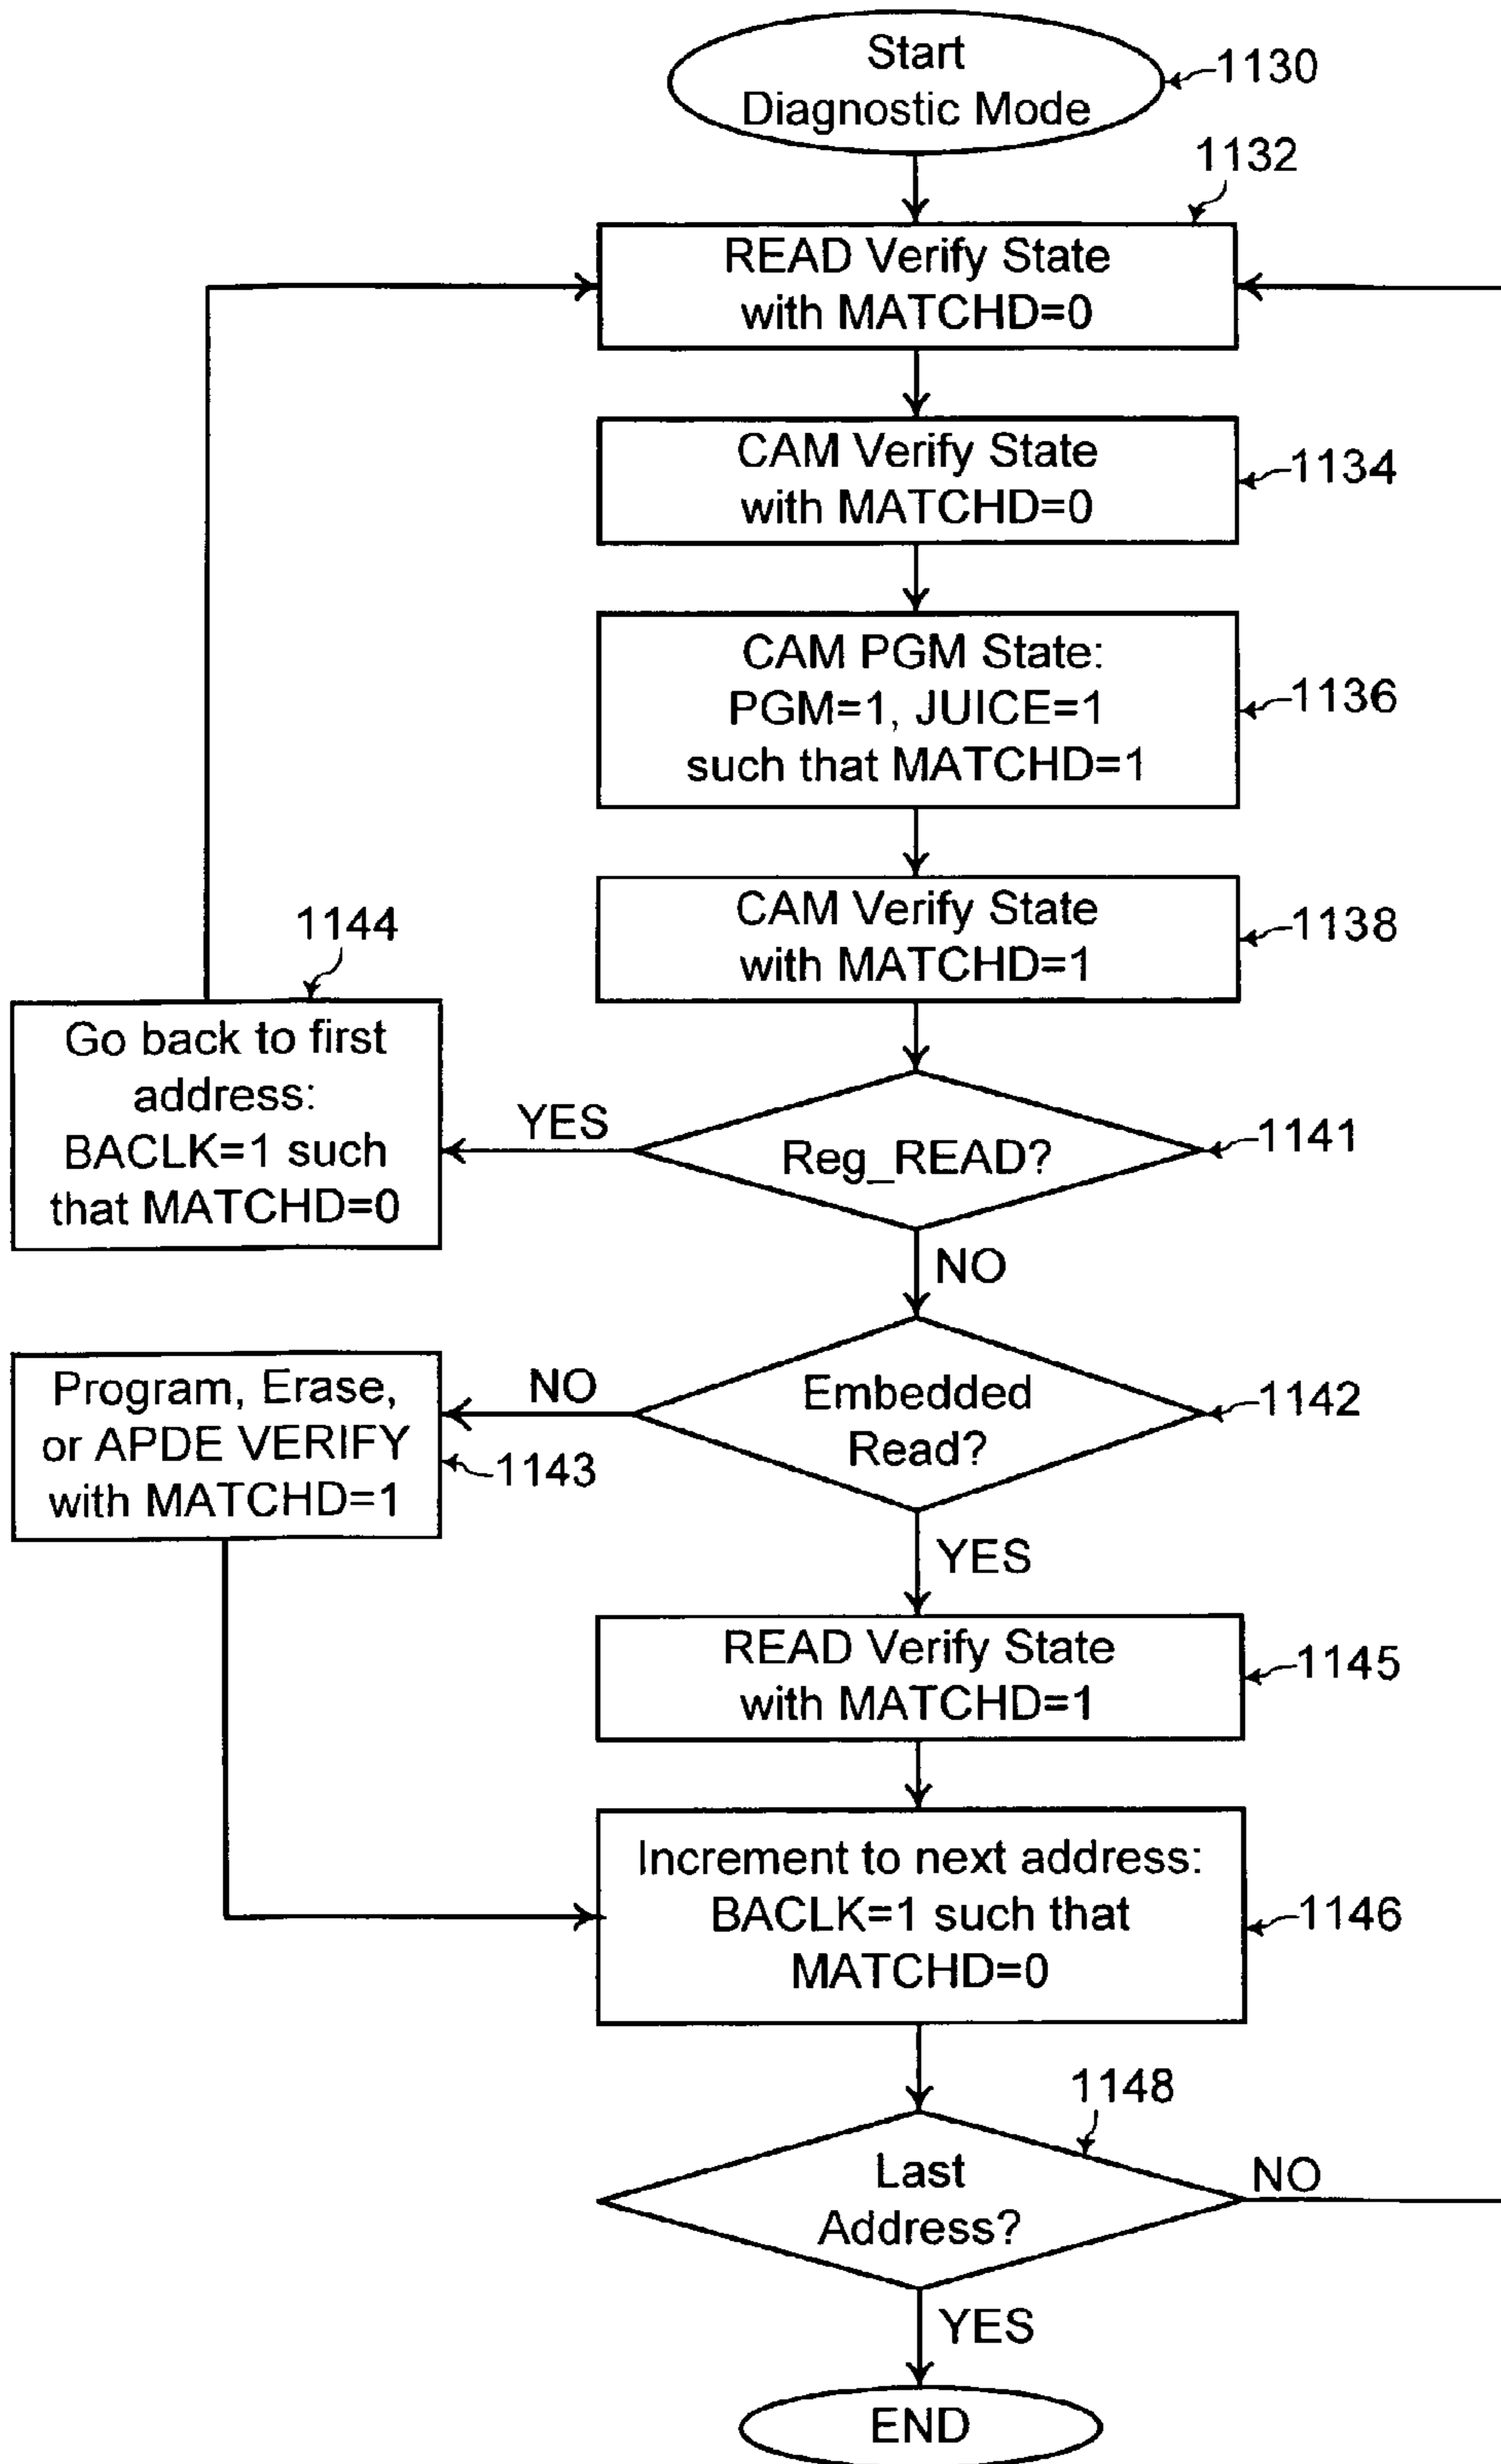 Start
Diagnostic Mode
1130
1132
READ Verify State
with MATCHD=0
CAM Verify State
with MATCHD=0
1134
CAM PGM State:
PGM=1, JUICE=1
such that MATCHD=1
1136
CAM Verify State
with MATCHD=1
1138
1144
Go back to first
address:
BACLK=1 such
that MATCHD=0
YES
Reg_READ?
1141
NO
Program, Erase,
or APDE VERIFY
with MATCHD=1
1143
NO
Embedded
Read?
1142
YES
READ Verify State
with MATCHD=1
1145
Increment to next address:
BACLK=1 such that
MATCHD=0
1146
1148
Last
Address?
NO
YES
END